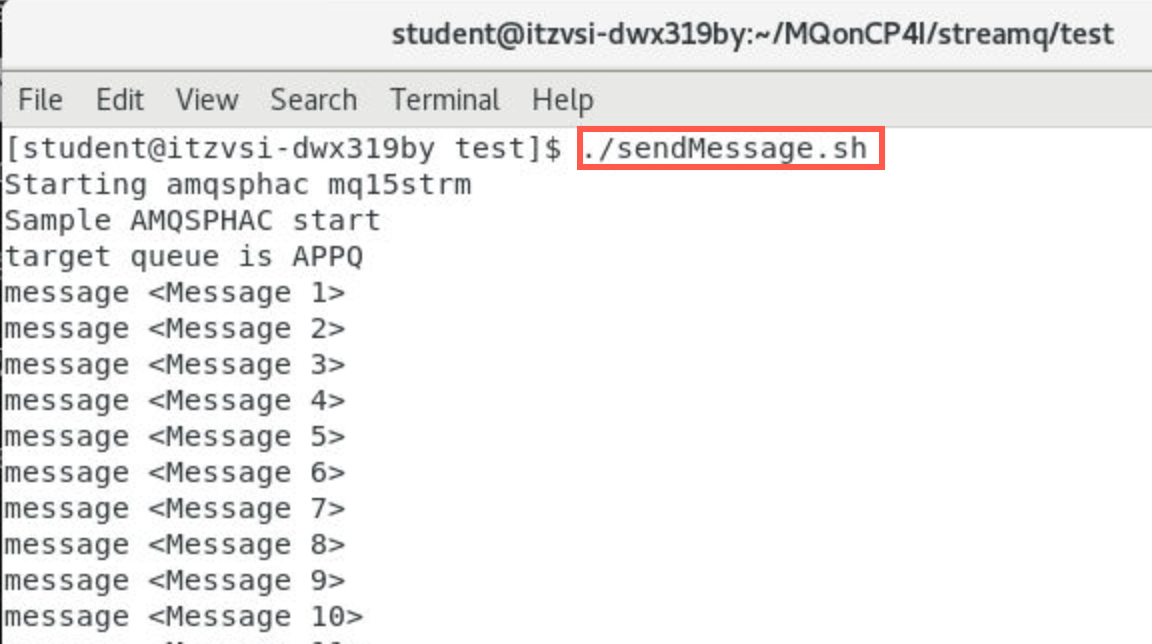 student@itzvsi-dwx319by:~/MQonCP4I/streamq/test
File Edit View Search Terminal Help
[student@itzvsi-dwx319by test]$ ./sendMessage.sh
Starting amqsphac mq15strm
Sample AMQSPHAC start
target queue is APPQ
message <Message 1>
message <Message 2>
message <Message 3>
message <Message 4>
message <Message 5>
message <Message 6>
message <Message 7>
message <Message 8>
message <Message 9>
message <Message 10>